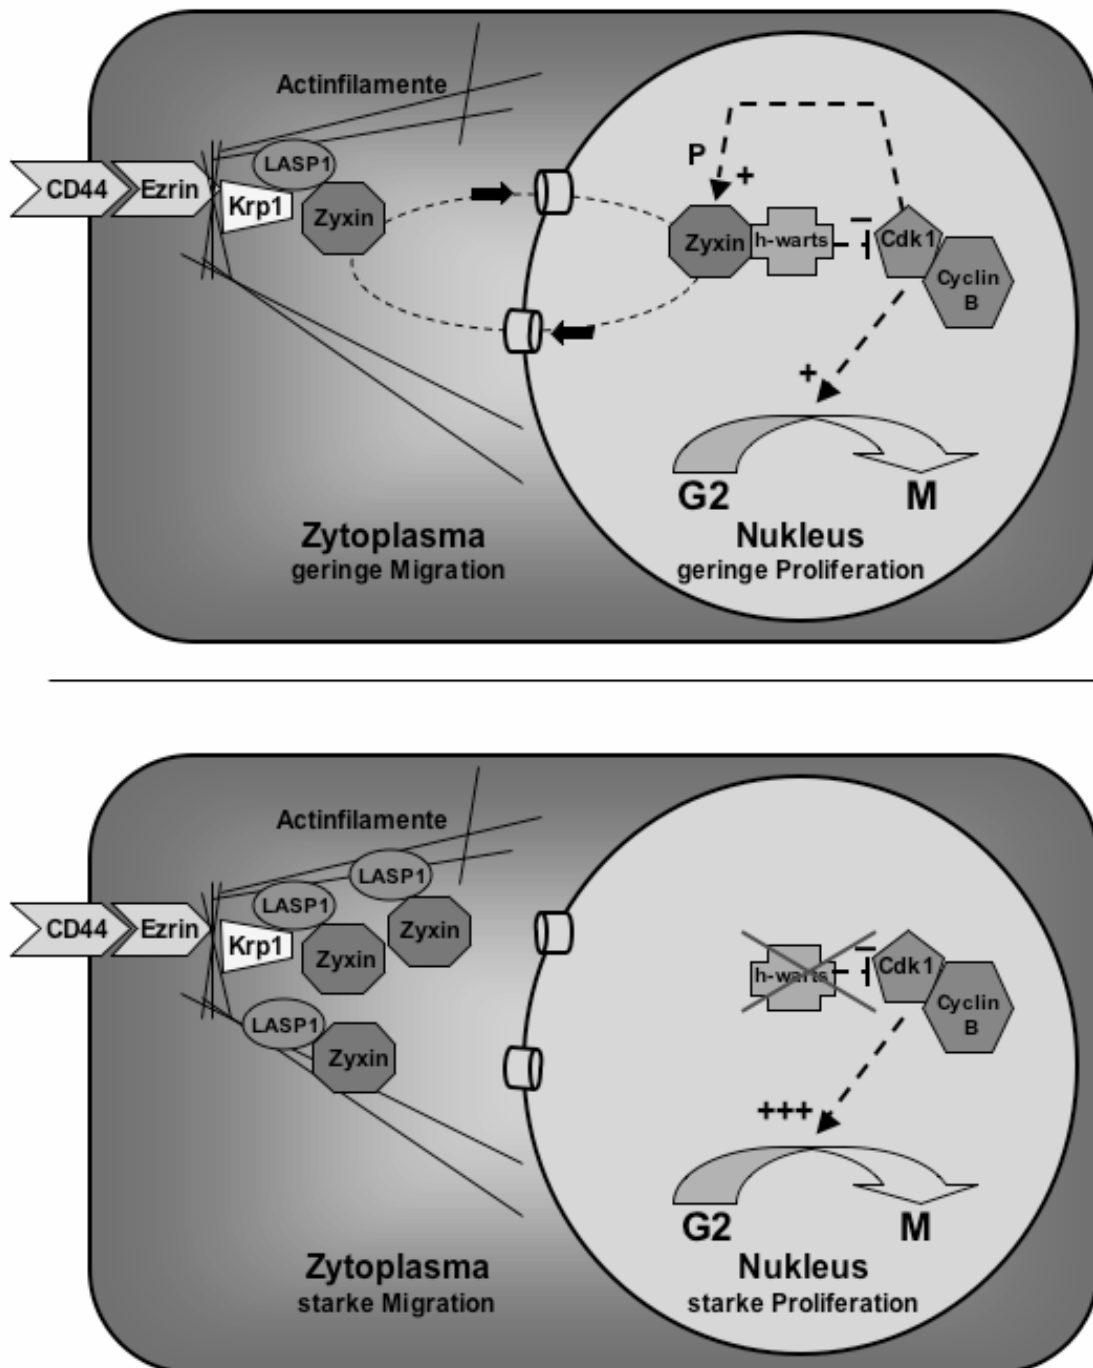 Actinfilamente
LASP1
CD44
Ezrin
Krp1
Zyxin
P
+
Zyxin
h-warts
–
Cdk1
Cyclin
B
+
G2
M
Zytoplasma
geringe Migration
Nukleus
geringe Proliferation
Actinfilamente
LASP1
LASP1
CD44
Ezrin
Krp1
Zyxin
Zyxin
LASP1
Zyxin
h-warts
–
Cdk1
Cyclin
B
+++
G2
M
Zytoplasma
starke Migration
Nukleus
starke Proliferation